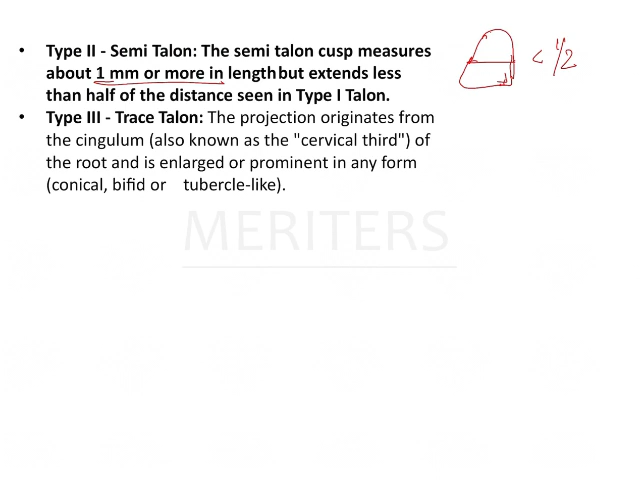 • Type II - Semi Talon: The semi talon cusp measures
about 1 mm or more in length but extends less
than half of the distance seen in Type I Talon.
< 1/2
• Type III - Trace Talon: The projection originates from
the cingulum (also known as the "cervical third") of
the root and is enlarged or prominent in any form
(conical, bifid or tubercle-like).
MERITERS